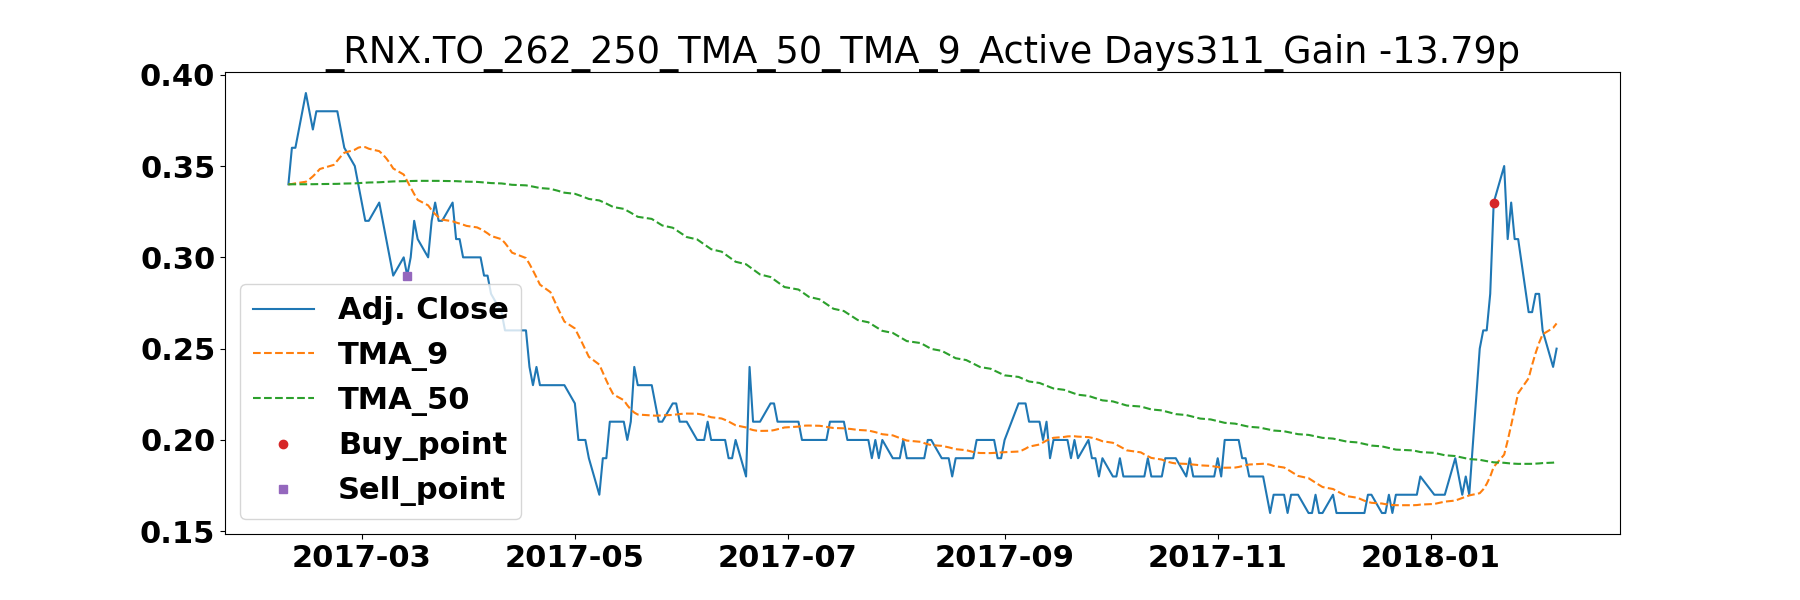 _RNX.TO_262_250_TMA_50_TMA_9_Active Days311_Gain -13.79p
0.40
0.35
0.30
0.25
0.20
0.15
Adj. Close
TMA_9
TMA_50
Buy_point
Sell_point
2017-03 2017-05 2017-07 2017-09 2017-11 2018-01